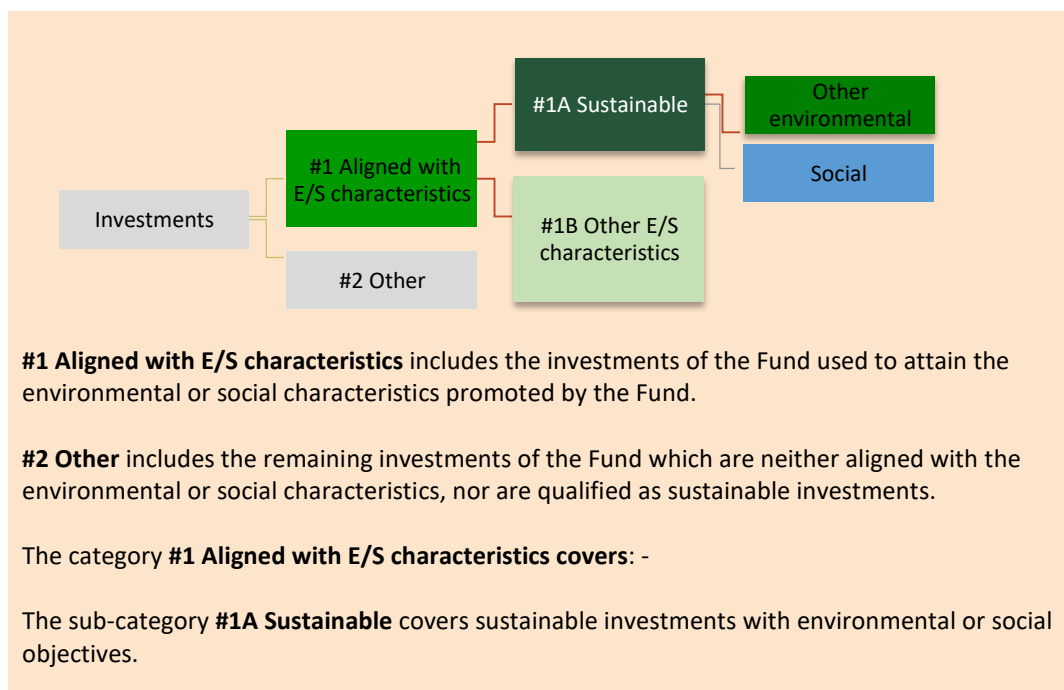 #1A Sustainable
Other
environmental
#1 Aligned with
E/S characteristics
Social
Investments
#1B Other E/S
characteristics
#2 Other
#1 Aligned with E/S characteristics includes the investments of the Fund used to attain the
environmental or social characteristics promoted by the Fund.
#2 Other includes the remaining investments of the Fund which are neither aligned with the
environmental or social characteristics, nor are qualified as sustainable investments.
The category #1 Aligned with E/S characteristics covers: -
The sub-category #1A Sustainable covers sustainable investments with environmental or social
objectives.